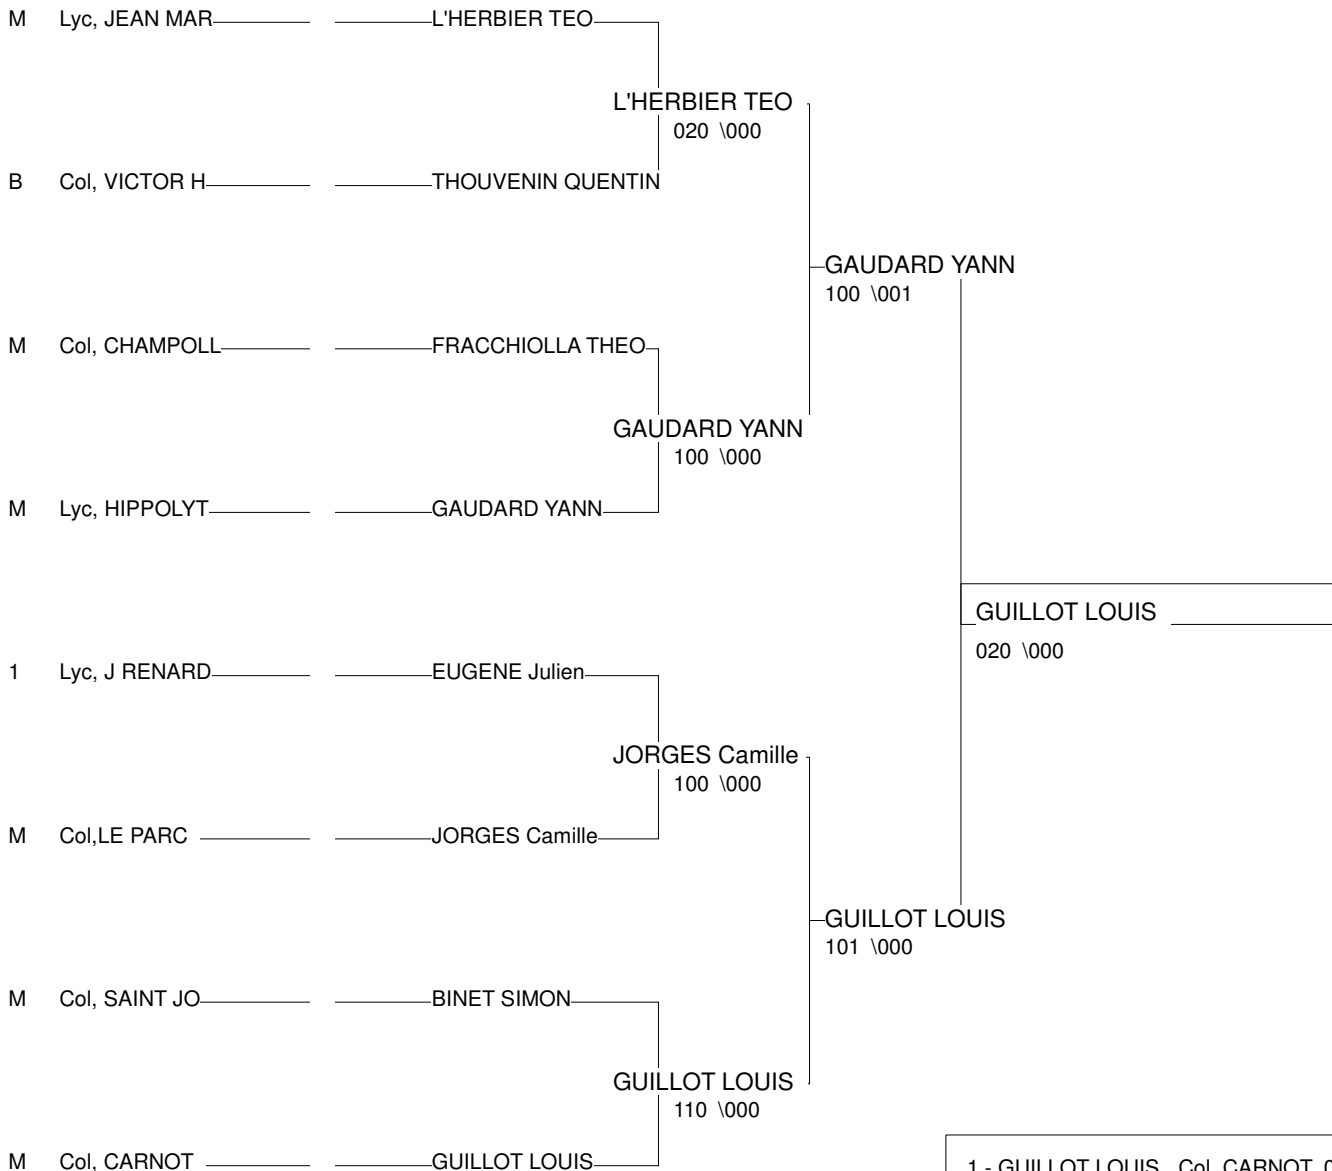 M Lyc, JEAN MAR L'HERBIER TEO
L'HERBIER TEO
020 \000
B Col, VICTOR H THOUVENIN QUENTIN
GAUDARD YANN
100 \001
M Col, CHAMPOLL FRACCHIOLLA THEO
GAUDARD YANN
100 \000
M Lyc, HIPPOLYT GAUDARD YANN
GUILLOT LOUIS
020 \000
1 Lyc, J RENARD EUGENE Julien
JORGES Camille
100 \000
M Col,LE PARC JORGES Camille
GUILLOT LOUIS
101 \000
M Col, SAINT JO BINET SIMON
GUILLOT LOUIS
110 \000
M Col, CARNOT GUILLOT LOUIS
1 - GUILLOT LOUIS Col, CARNOT